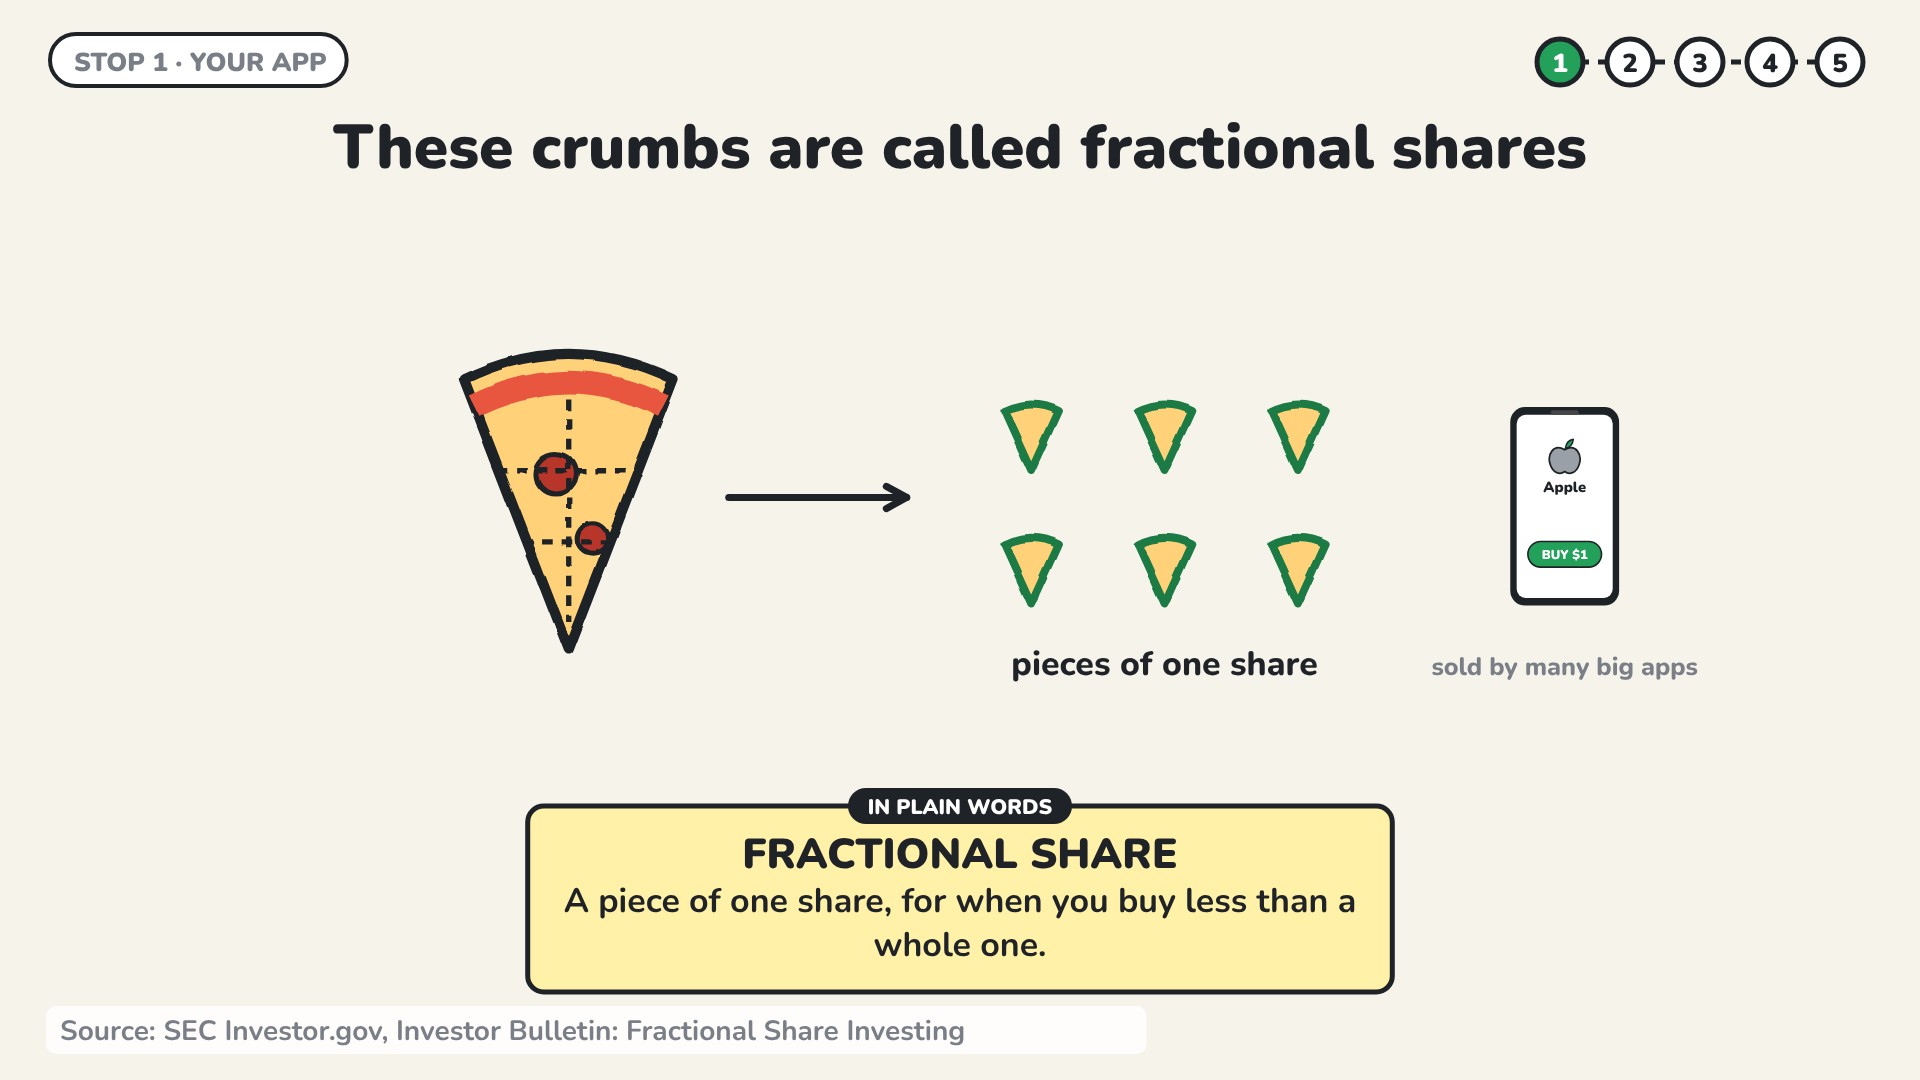 STOP 1 · YOUR APP
1 2 3 4 5
These crumbs are called fractional shares
Apple
BUY $1
pieces of one share
sold by many big apps
IN PLAIN WORDS
FRACTIONAL SHARE
A piece of one share, for when you buy less than a
whole one.
Source: SEC Investor.gov, Investor Bulletin: Fractional Share Investing